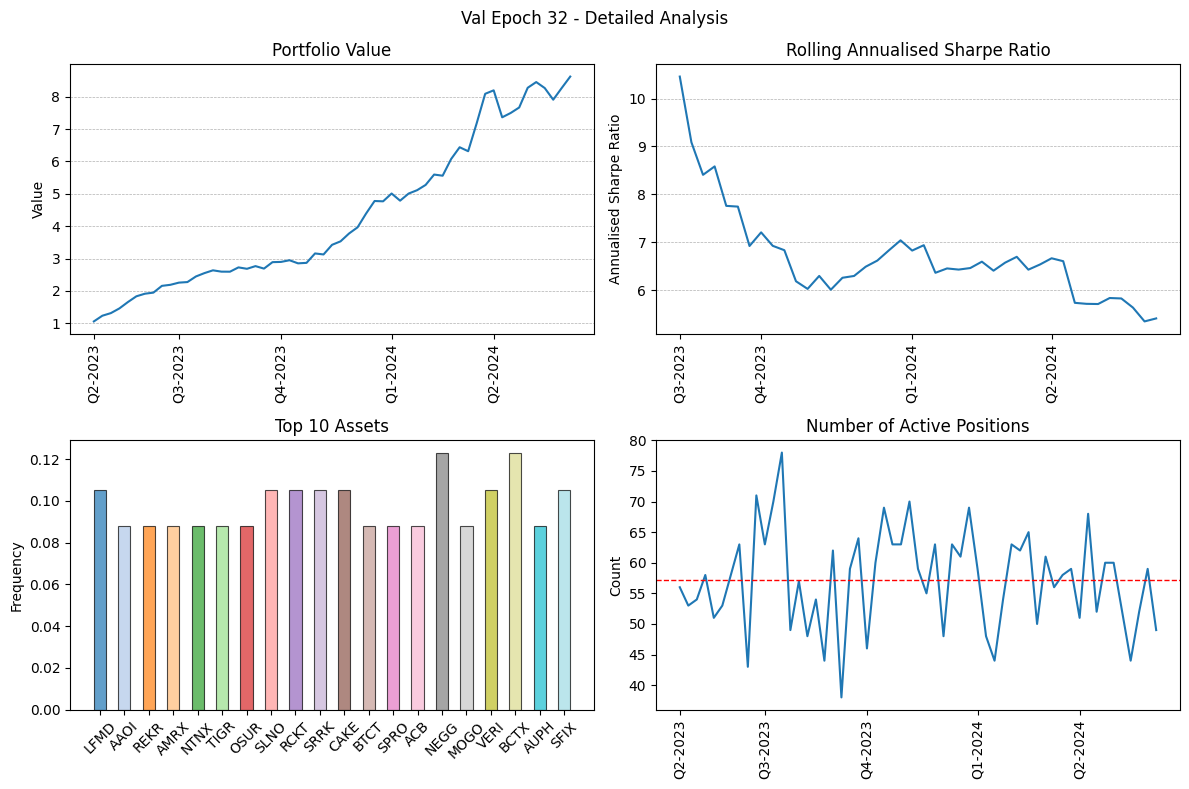 Val Epoch 32 - Detailed Analysis
Portfolio Value
Value
8
7
6
5
4
3
2
1
Q2-2023
Q3-2023
Q4-2023
Q1-2024
Q2-2024
Rolling Annualised Sharpe Ratio
Annualised Sharpe Ratio
10
9
8
7
6
Q3-2023
Q4-2023
Q1-2024
Q2-2024
Top 10 Assets
Frequency
0.12
0.10
0.08
0.06
0.04
0.02
0.00
LFMD
AAOI
REKR
AMRX
NTNX
TIGR
OSUR
SLNO
RCKT
SRRK
CAKE
BTCT
SPRO
ACB
NEGG
MOGO
VERI
BCTX
AUPH
SFIX
Number of Active Positions
Count
80
75
70
65
60
55
50
45
40
Q2-2023
Q3-2023
Q4-2023
Q1-2024
Q2-2024